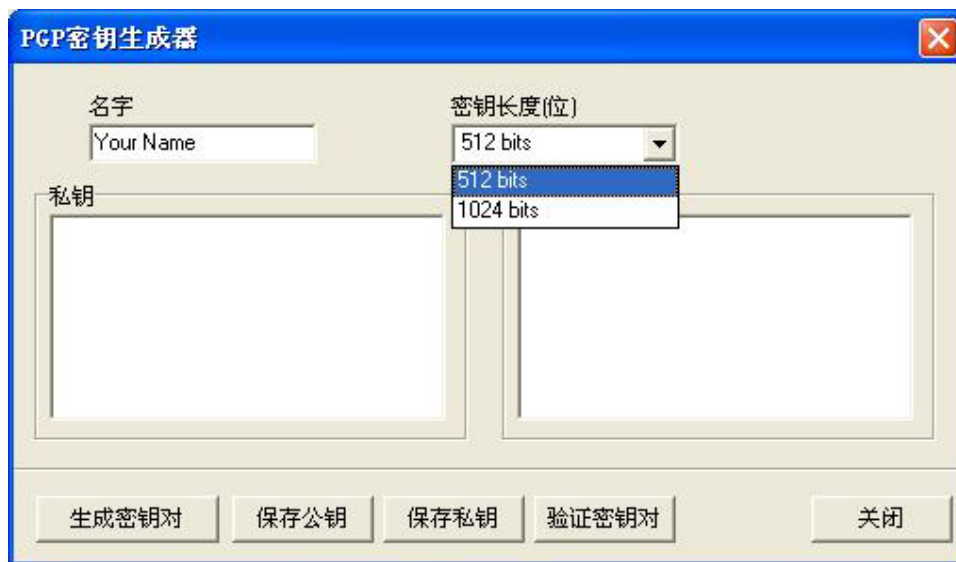 PGP密钥生成器
名字
密钥长度(位)
Your Name
512 bits
512 bits
1024 bits
私钥
生成密钥对
保存公钥
保存私钥
验证密钥对
关闭